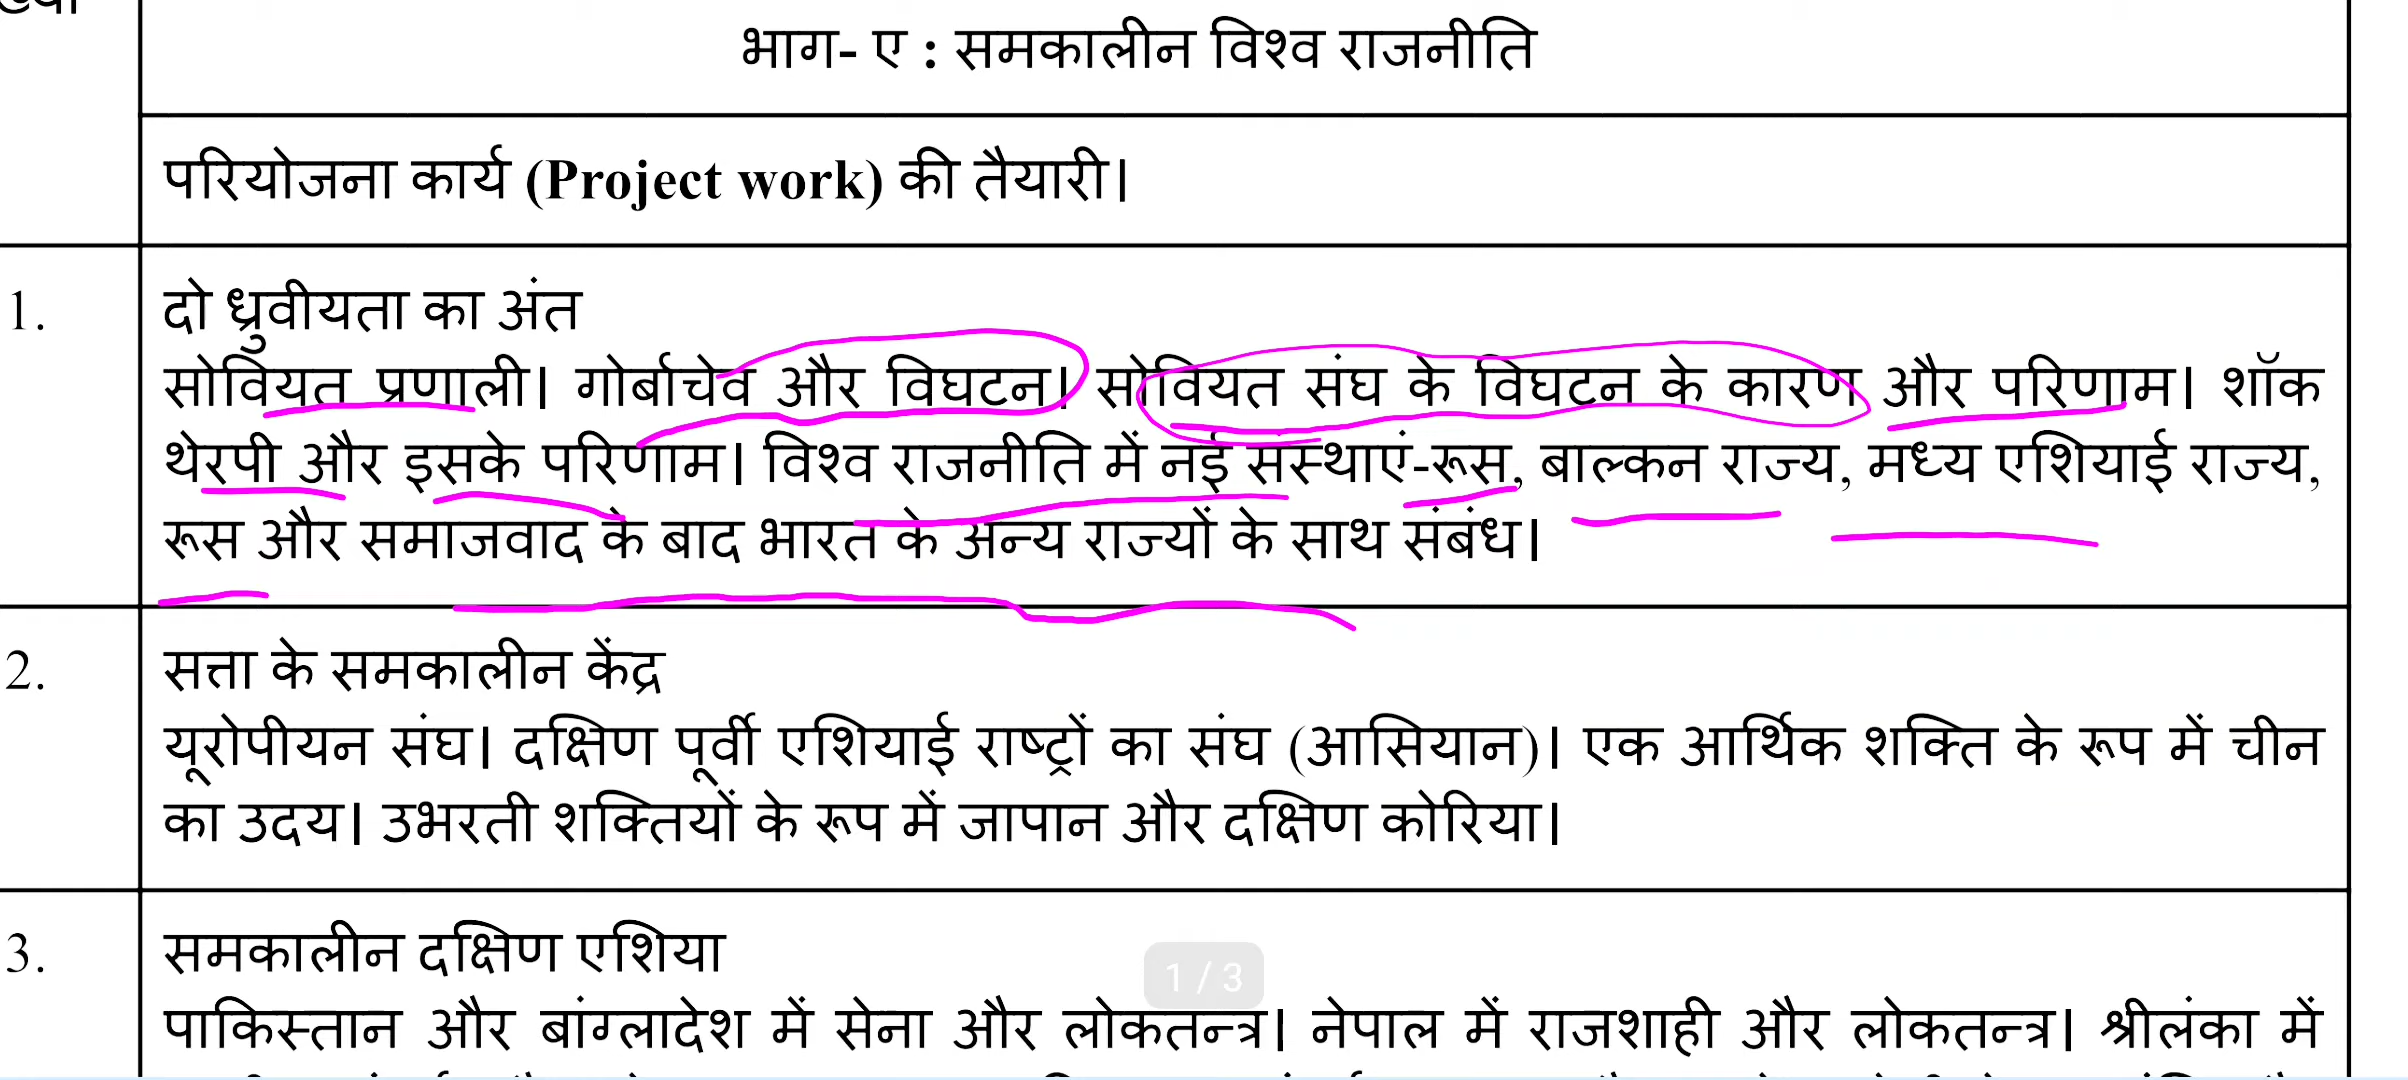 भाग- ए : समकालीन विश्व राजनीति
परियोजना कार्य (Project work) की तैयारी।
1. दो ध्रुवीयता का अंत
सोवियत प्रणाली। गोर्बाचेव और विघटन। सोवियत संघ के विघटन के कारण और परिणाम। शॉक
थेरपी और इसके परिणाम। विश्व राजनीति में नई संस्थाएं-रूस, बाल्कन राज्य, मध्य एशियाई राज्य,
रूस और समाजवाद के बाद भारत के अन्य राज्यों के साथ संबंध।
2. सत्ता के समकालीन केंद्र
यूरोपीयन संघ। दक्षिण पूर्वी एशियाई राष्ट्रों का संघ (आसियान)। एक आर्थिक शक्ति के रूप में चीन
का उदय। उभरती शक्तियों के रूप में जापान और दक्षिण कोरिया।
3. समकालीन दक्षिण एशिया
1 / 3
पाकिस्तान और बांग्लादेश में सेना और लोकतन्त्र। नेपाल में राजशाही और लोकतन्त्र। श्रीलंका में